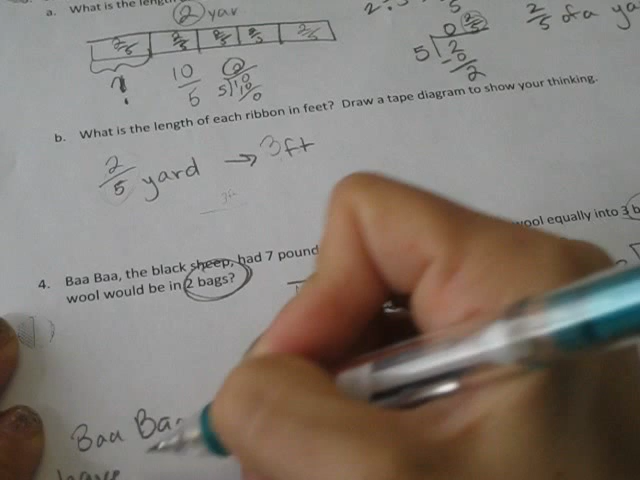 a. What is the length
2 yar
2/5 2/5 2/5 2/5 2/5
?
10/5
2/5 of a ya
b. What is the length of each ribbon in feet? Draw a tape diagram to show your thinking.
2/5 yard → 3ft
4. Baa Baa, the black sheep, had 7 pound wool equally into 3 b
wool would be in 2 bags?
Baa Ba
have